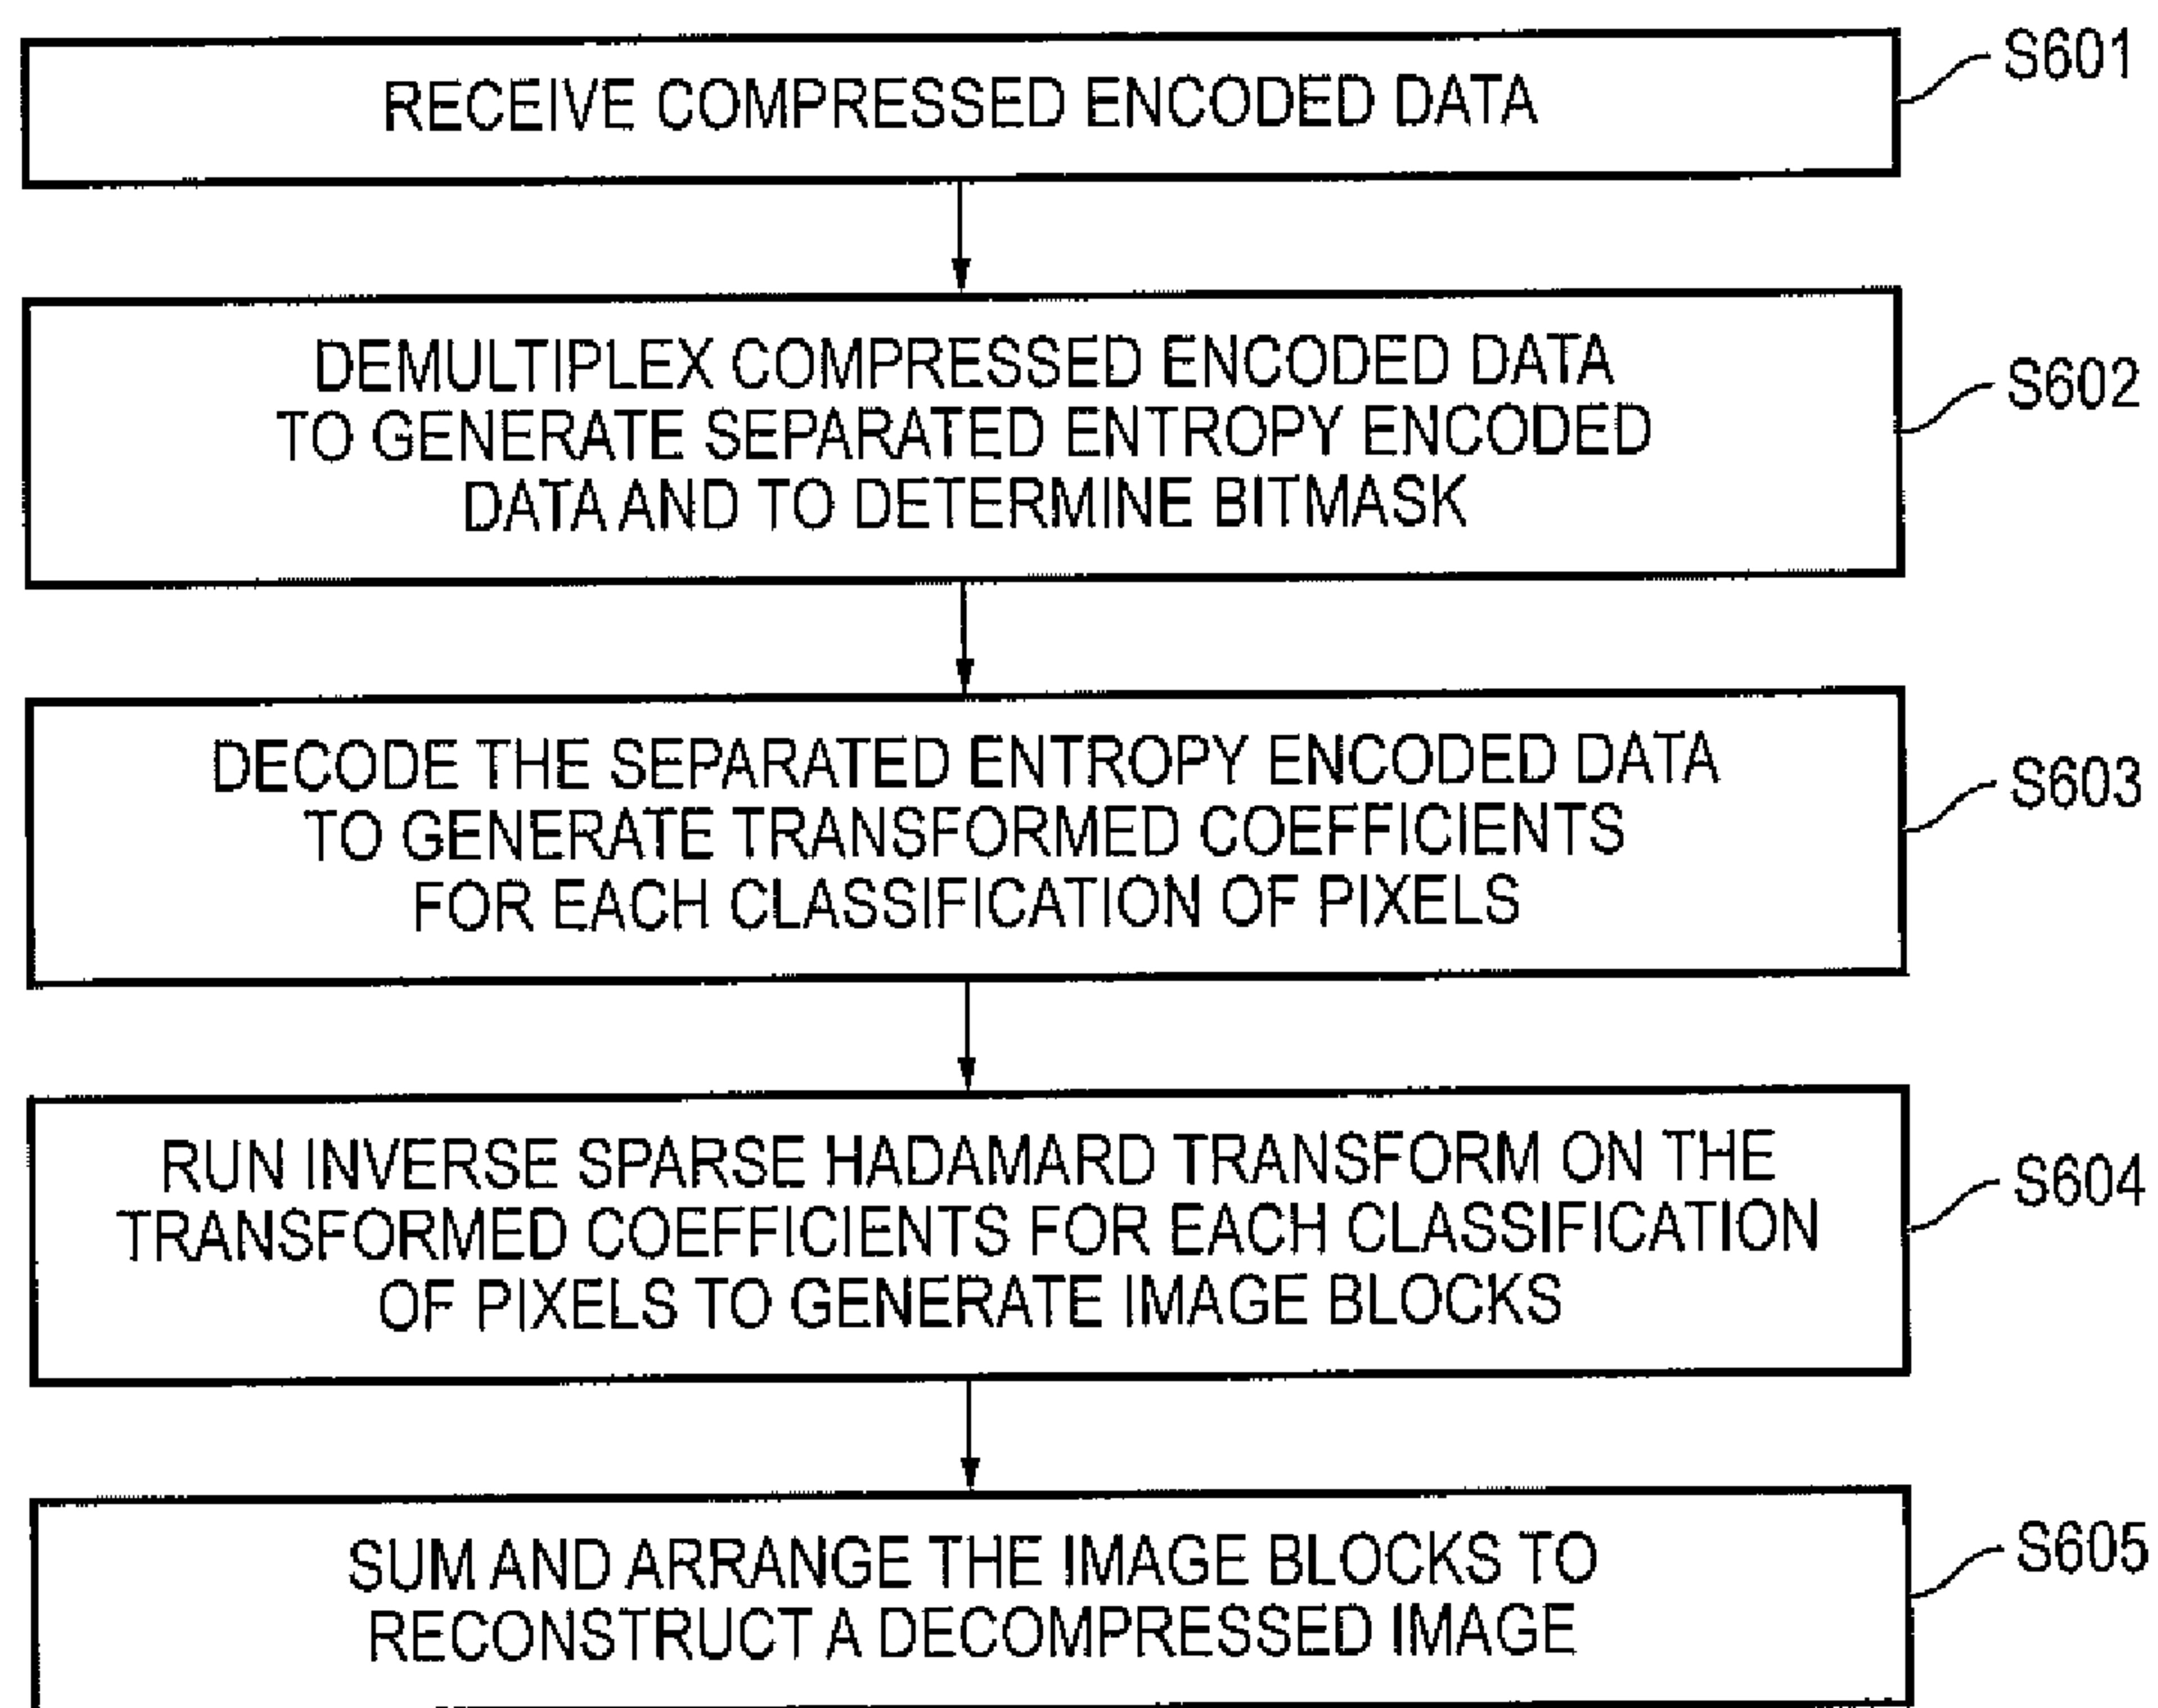 RECEIVE COMPRESSED ENCODED DATA
S601
DEMULTIPLEX COMPRESSED ENCODED DATA
TO GENERATE SEPARATED ENTROPY ENCODED
DATA AND TO DETERMINE BITMASK
S602
DECODE THE SEPARATED ENTROPY ENCODED DATA
TO GENERATE TRANSFORMED COEFFICIENTS
FOR EACH CLASSIFICATION OF PIXELS
S603
RUN INVERSE SPARSE HADAMARD TRANSFORM ON THE
TRANSFORMED COEFFICIENTS FOR EACH CLASSIFICATION
OF PIXELS TO GENERATE IMAGE BLOCKS
S604
SUM AND ARRANGE THE IMAGE BLOCKS TO
RECONSTRUCT A DECOMPRESSED IMAGE
S605